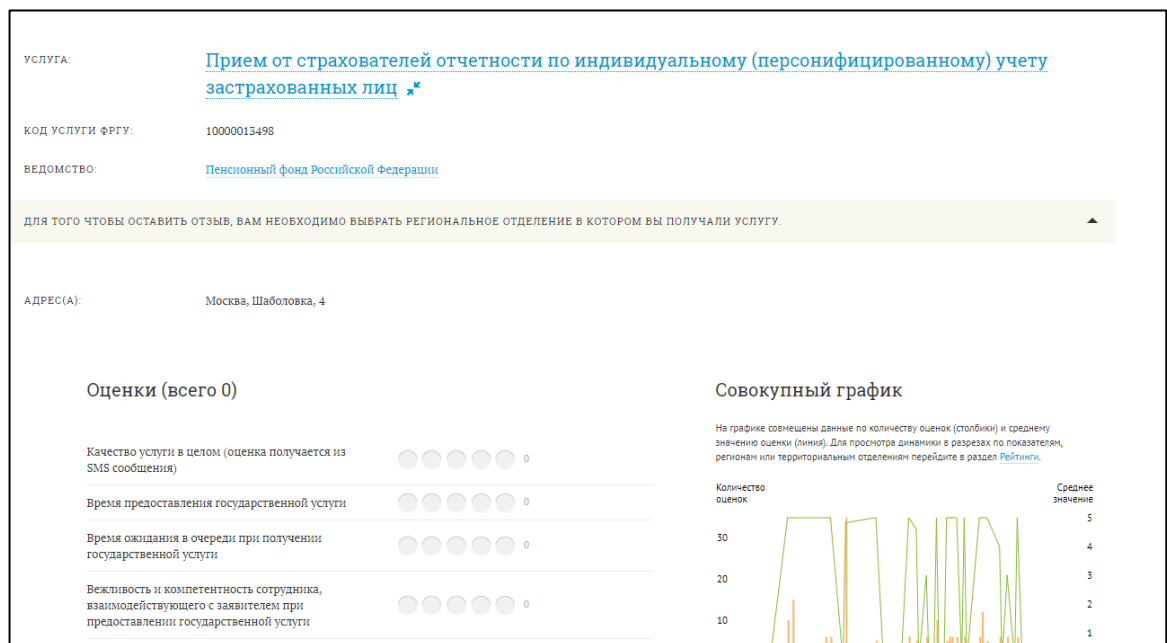 УСЛУГА:
Прием от страхователей отчетности по индивидуальному (персонифицированному) учету
застрахованных лиц
КОД УСЛУГИ ФРГУ:
10000013498
ВЕДОМСТВО:
Пенсионный фонд Российской Федерации
ДЛЯ ТОГО ЧТОБЫ ОСТАВИТЬ ОТЗЫВ, ВАМ НЕОБХОДИМО ВЫБРАТЬ РЕГИОНАЛЬНОЕ ОТДЕЛЕНИЕ В КОТОРОМ ВЫ ПОЛУЧАЛИ УСЛУГУ.
АДРЕС(А):
Москва, Шаболовка, 4
Оценки (всего 0)
Качество услуги в целом (оценка получается из
SMS сообщения)
0
Время предоставления государственной услуги
0
Время ожидания в очереди при получении
государственной услуги
0
Вежливость и компетентность сотрудника,
взаимодействующего с заявителем при
предоставлении государственной услуги
0
Совокупный график
На графике совмещены данные по количеству оценок (столбики) и среднему
значению оценки (линия). Для просмотра динамики в разрезах по показателям,
регионам или территориальным отделениям перейдите в раздел Рейтинги.
Количество
оценок
Среднее
значение
30
20
10
5
4
3
2
1